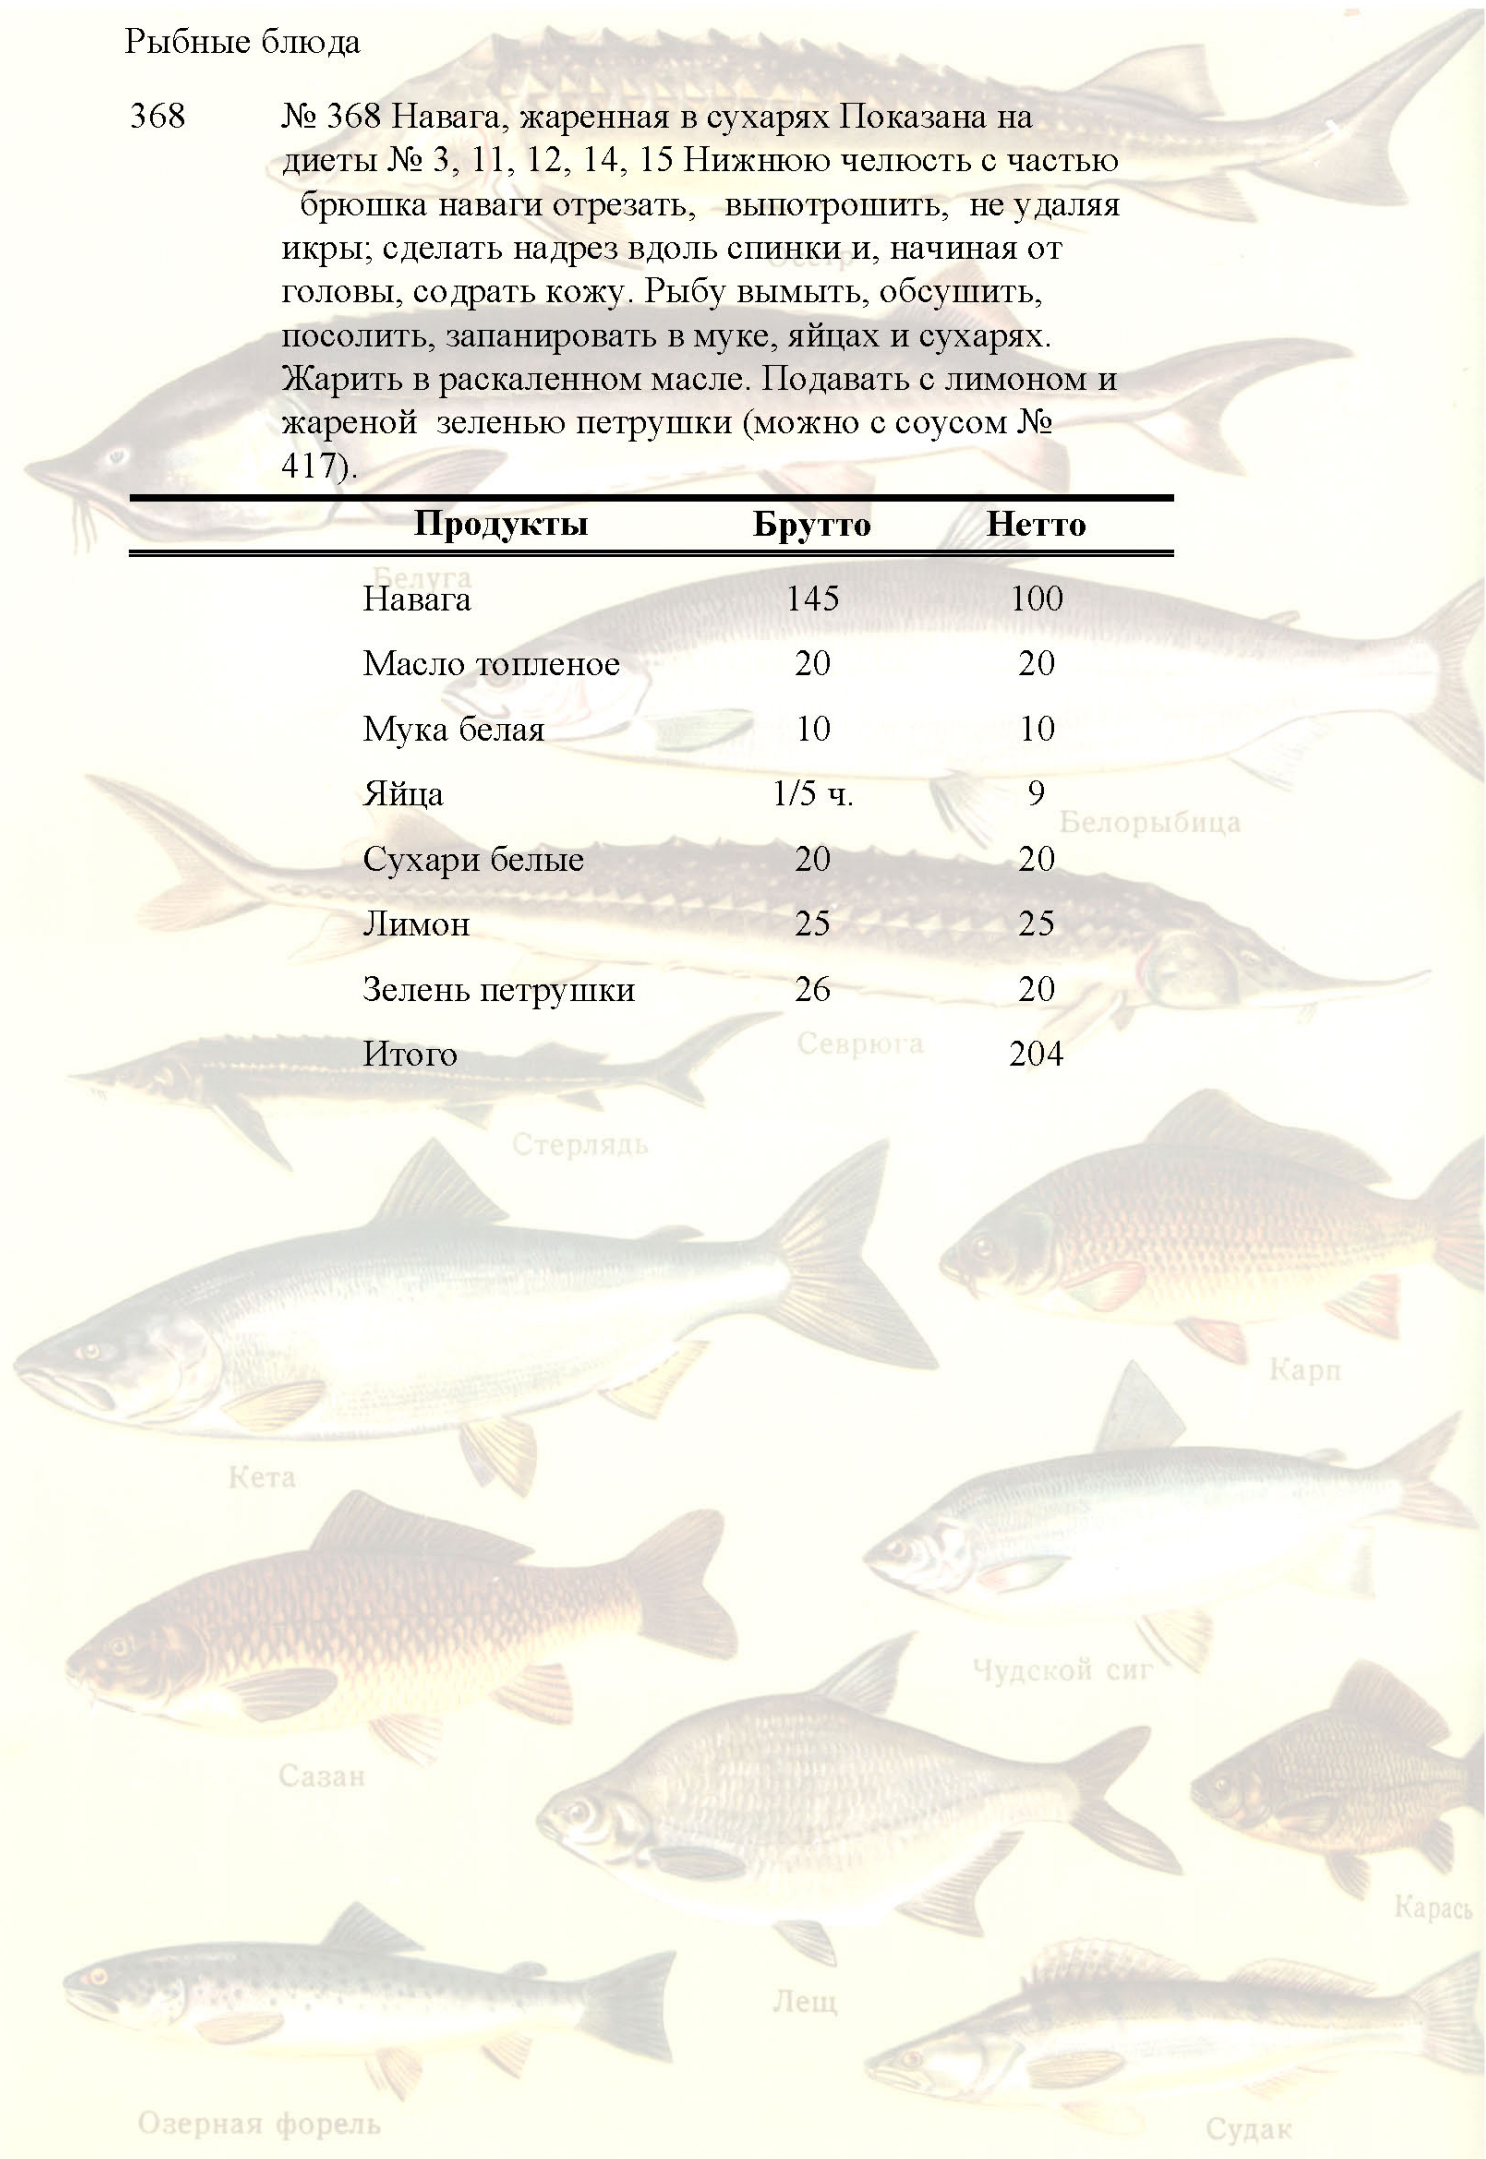 Рыбные блюда
368 № 368 Навага, жаренная в сухарях Показана на
диеты № 3, 11, 12, 14, 15 Нижнюю челюсть с частью
брюшка наваги отрезать, выпотрошить, не удаляя
икры; сделать надрез вдоль спинки и, начиная от
головы, содрать кожу. Рыбу вымыть, обсушить,
посолить, запанировать в муке, яйцах и сухарях.
Жарить в раскаленном масле. Подавать с лимоном и
жареной зеленью петрушки (можно с соусом №
417).
Продукты Брутто Нетто
Белуга
Навага 145 100
Масло топленое 20 20
Мука белая 10 10
Яйца 1/5 ч. 9
Белорыбица
Сухари белые 20 20
Лимон 25 25
Зелень петрушки 26 20
Севрюга
Итого 204
Стерлядь
Карп
Кета
Чудской сиг
Сазан
Карась
Лещ
Озерная форель
Судак